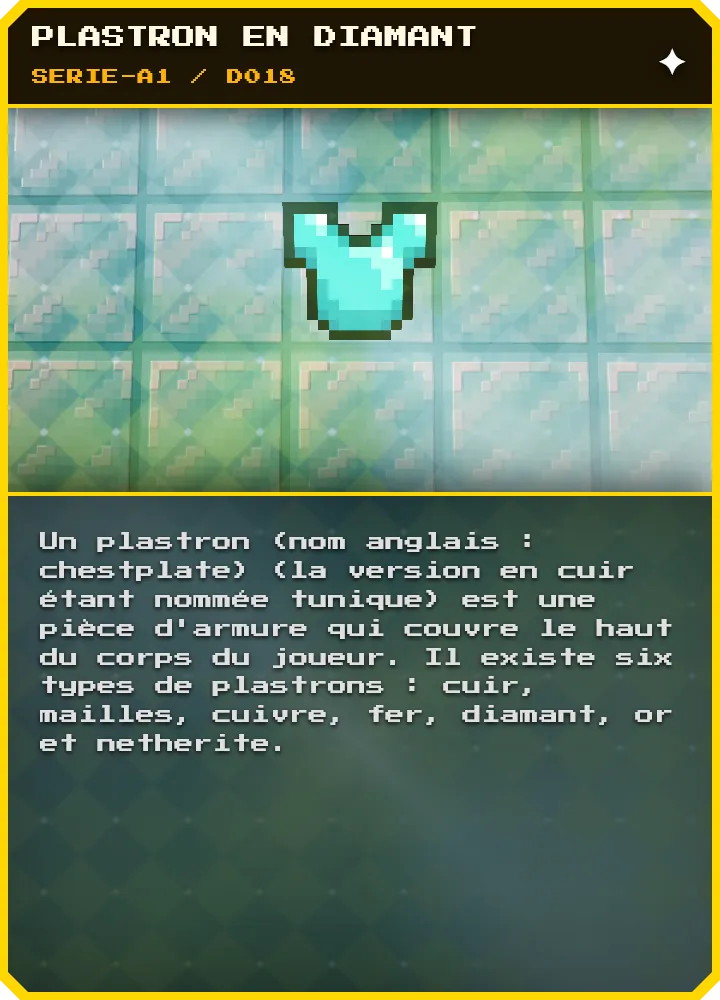 PLASTRON EN DIAMANT
SERIE-A1 / D018
Un plastron (nom anglais :
chestplate) (la version en cuir
étant nommée tunique) est une
pièce d'armure qui couvre le haut
du corps du joueur. Il existe six
types de plastrons : cuir,
mailles, cuivre, fer, diamant, or
et netherite.